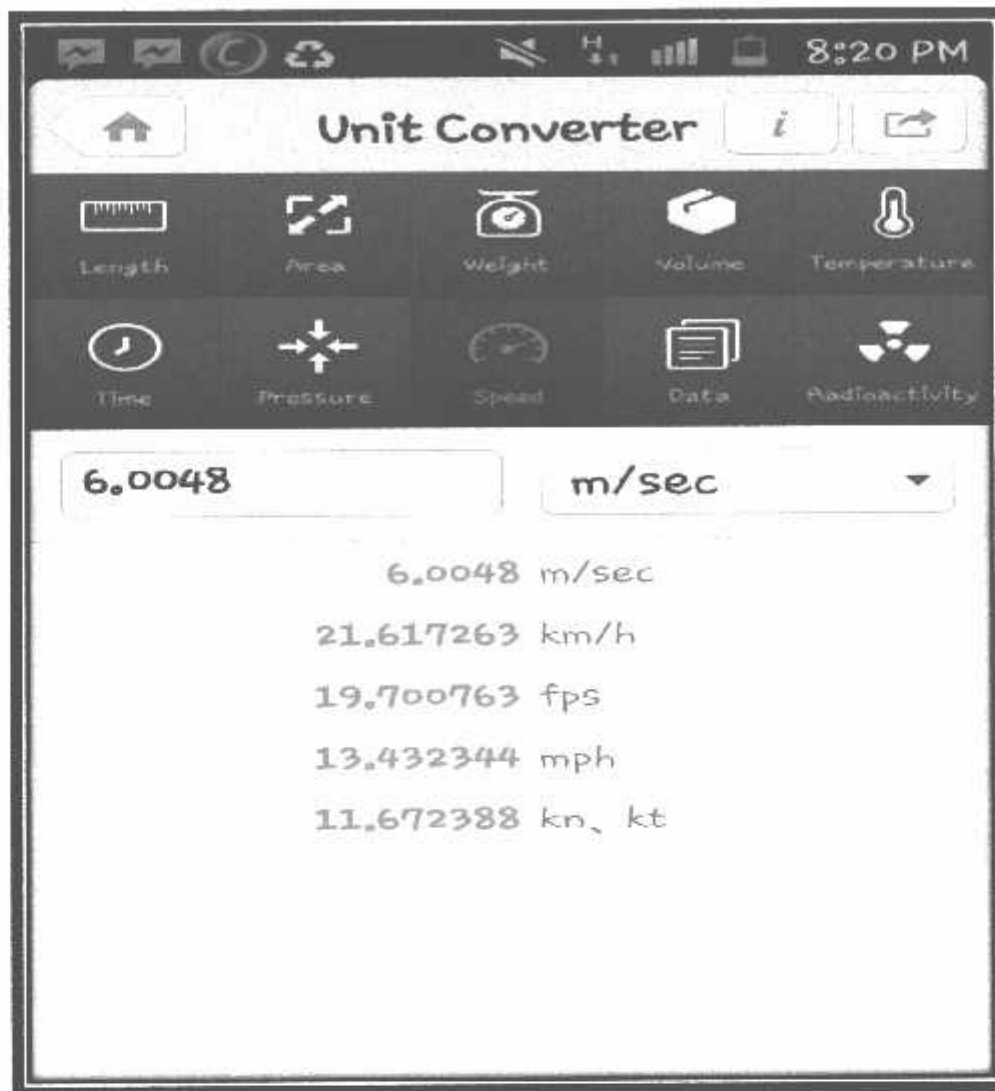 8:20 PM
Unit Converter i
Length Area Weight Volume Temperature
Time Pressure Speed Data Radioactivity
6.0048 m/sec
6.0048 m/sec
21.617263 km/h
19.700763 fps
13.432344 mph
11.672388 kn、kt